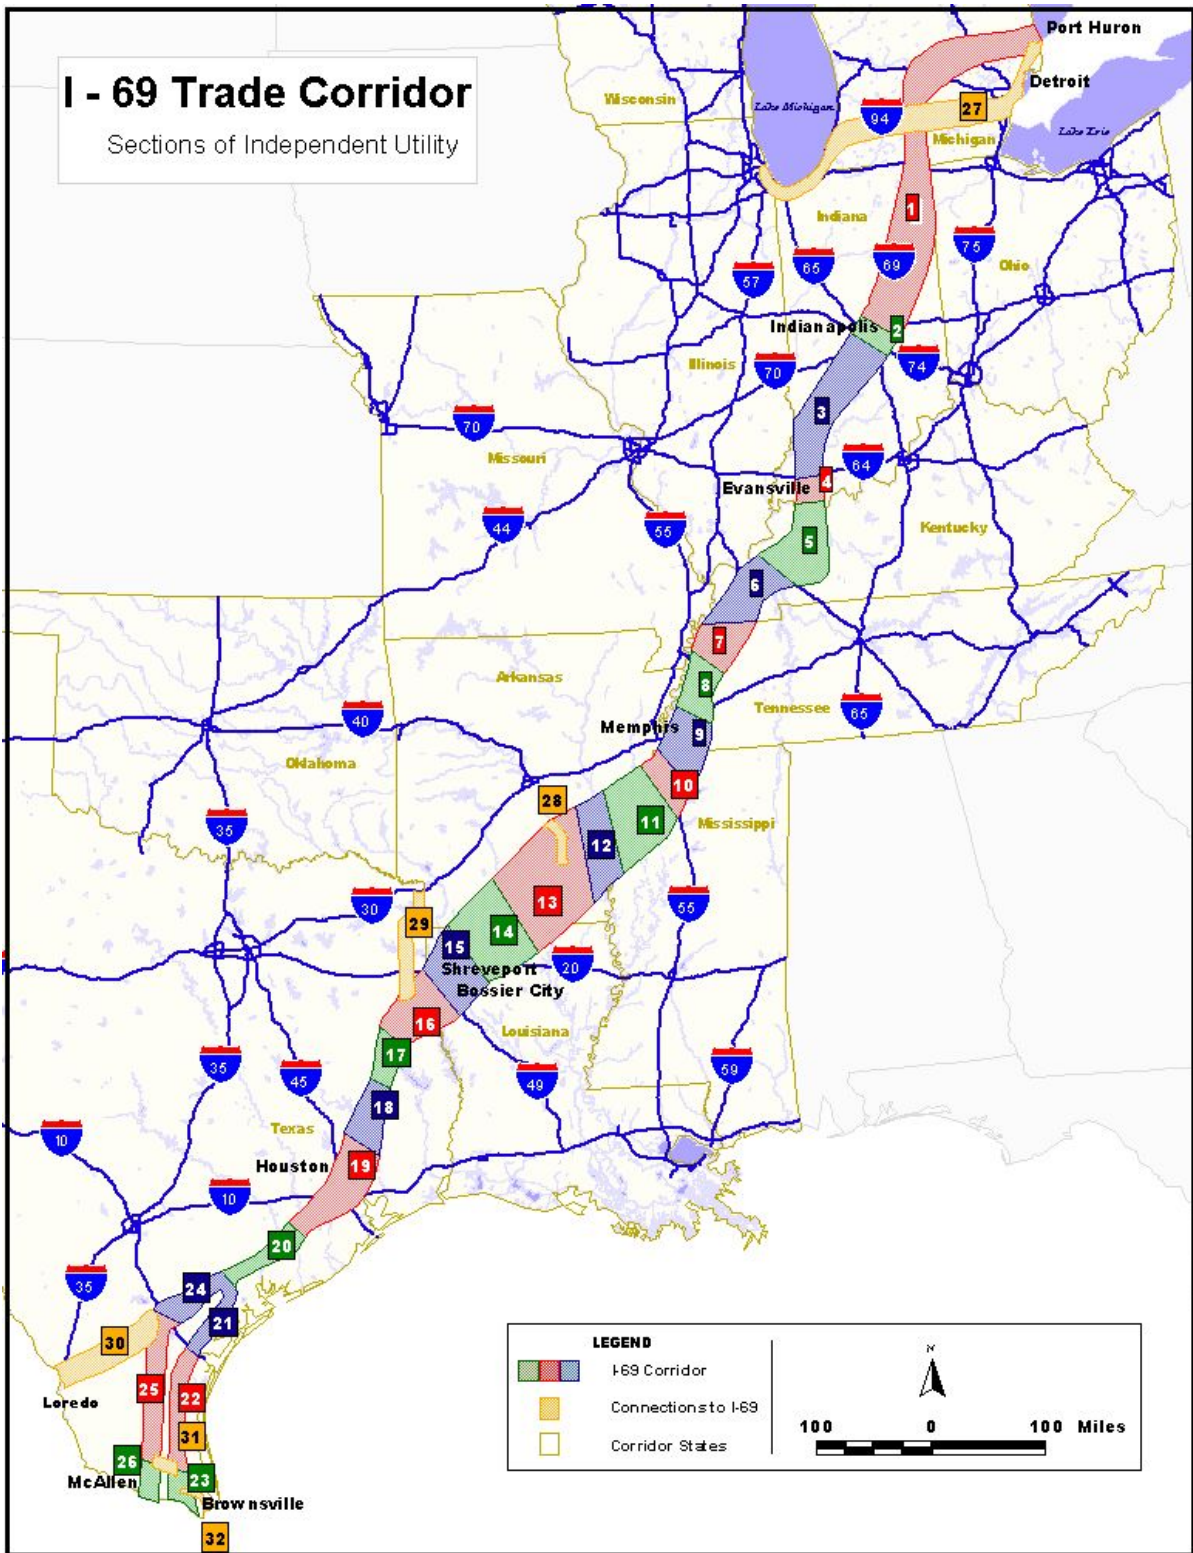 I - 69 Trade Corridor
Sections of Independent Utility
Port Huron
Detroit
Wisconsin
Lake Michigan
94
27
Michigan
Lake Erie
1
Indiana
75
69
65
57
Ohio
Indianapolis
2
Illinois
70
74
3
70
Missouri
64
Evansville
4
44
55
5
Kentucky
6
7
Arkansas
8
40
Tennessee
65
Memphis
9
Oklahoma
10
28
35
11
Mississippi
12
13
30
55
29
14
15
Shreveport
20
Bossier City
16
Louisiana
17
35
45
49
59
18
Texas
10
Houston
19
10
20
35
24
21
30
25
22
Loredo
31
26
McAllen
23
Brownsville
32
LEGEND
I-69 Corridor
Connections to I-69
Corridor States
N
100 0 100 Miles